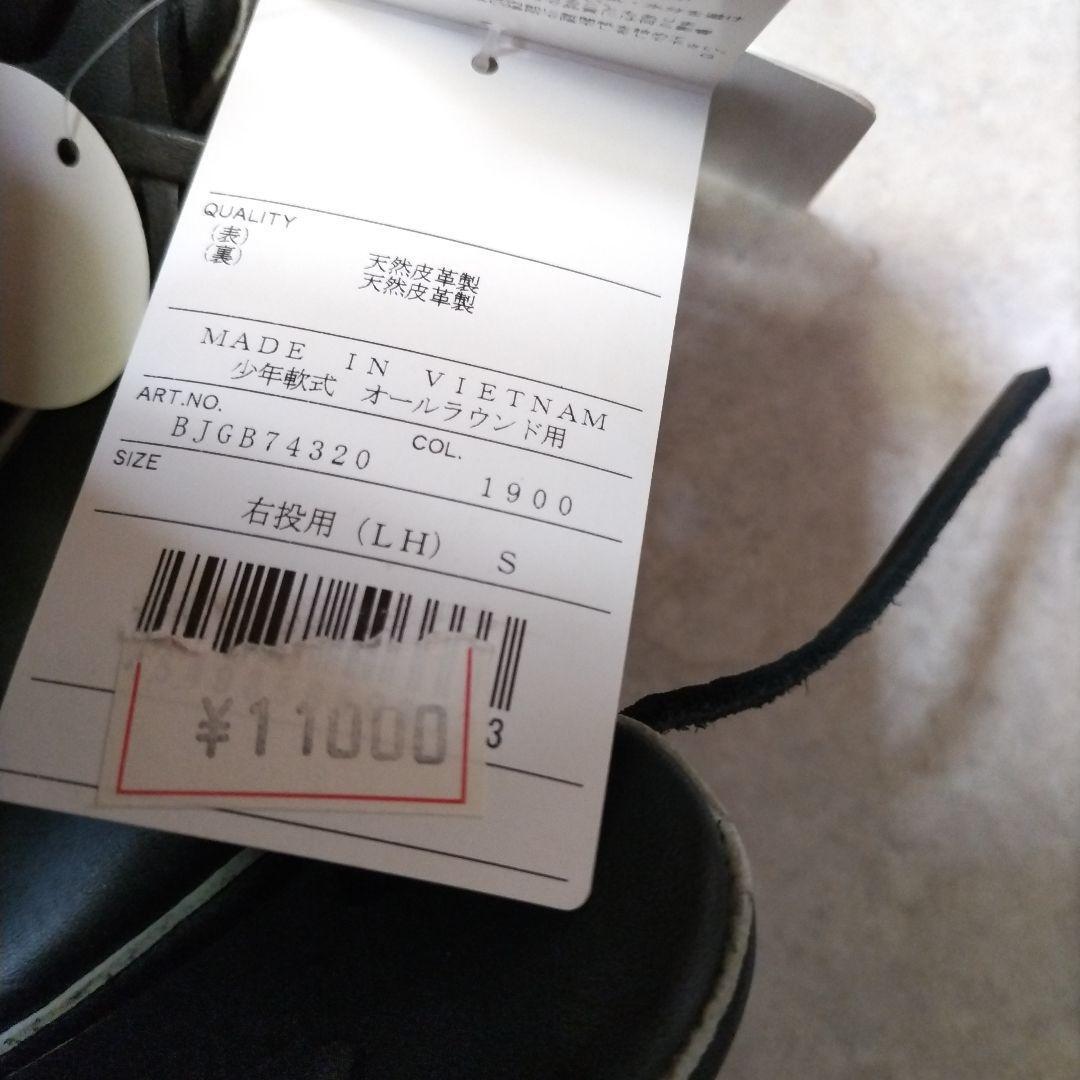 QUALITY
(表)
(裏)
天然皮革製
天然皮革製
MADE IN VIETNAM
少年軟式 オールラウンド用
ART.NO.
BJGB74320
COL.
1900
SIZE
右投用 (LH) S
¥11000
3